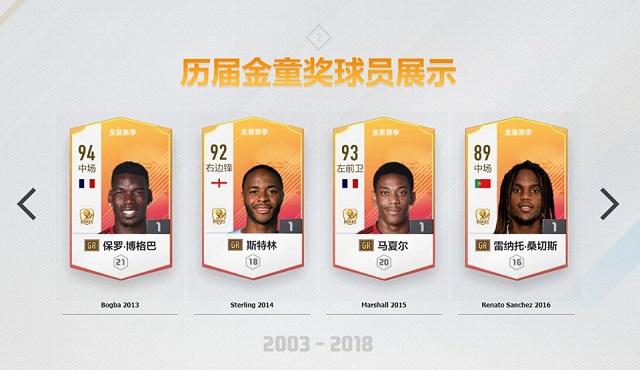 2
历届金童奖球员展示
金童赛季
94
中场
1
GR 保罗·博格巴
21
Bogba 2013
金童赛季
92
右边锋
1
GR 斯特林
18
Sterling 2014
金童赛季
93
左前卫
1
GR 马夏尔
20
Marshall 2015
金童赛季
89
中场
1
GR 雷纳托·桑切斯
16
Renato Sanchez 2016
2003 - 2018